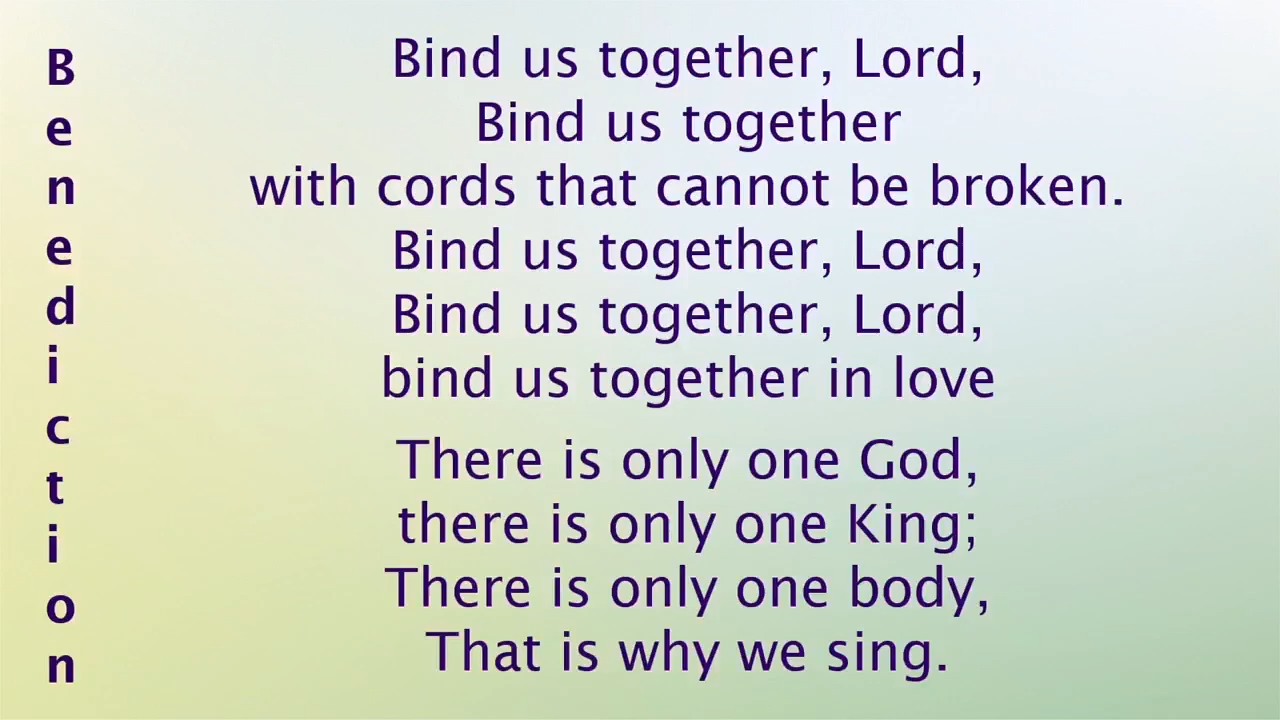 Benediction
Bind us together, Lord,
Bind us together
with cords that cannot be broken.
Bind us together, Lord,
Bind us together, Lord,
bind us together in love
There is only one God,
there is only one King;
There is only one body,
That is why we sing.